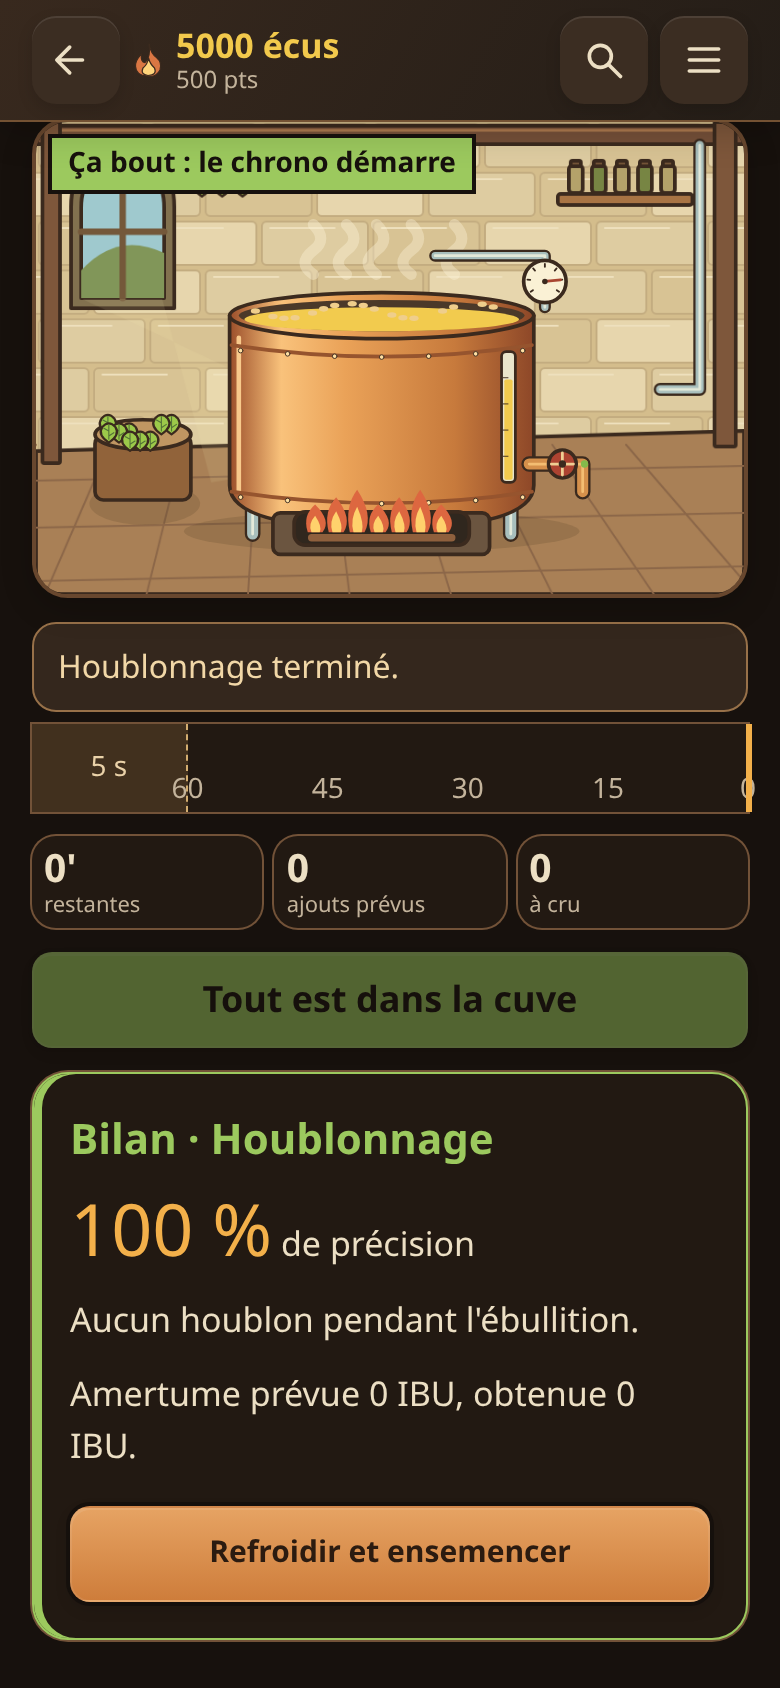 5000 écus
500 pts
Ça bout : le chrono démarre
Houblonnage terminé.
5 s
60 45 30 15 0
0'
restantes
0
ajouts prévus
0
à cru
Tout est dans la cuve
Bilan · Houblonnage
100 % de précision
Aucun houblon pendant l'ébullition.
Amertume prévue 0 IBU, obtenue 0
IBU.
Refroidir et ensemencer